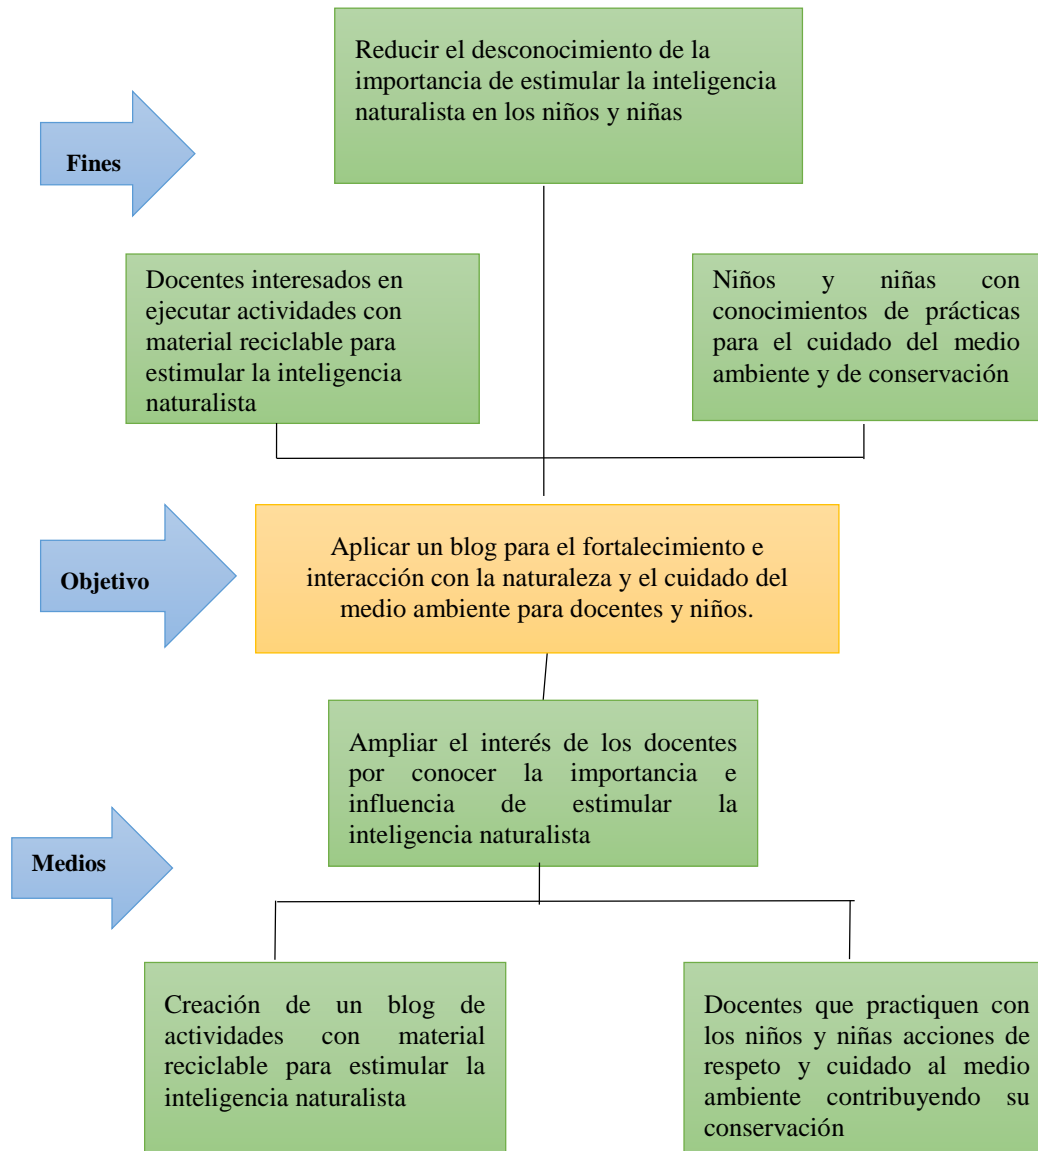 Reducir el desconocimiento de la
importancia de estimular la inteligencia
naturalista en los niños y niñas
Fines
Docentes interesados en
ejecutar actividades con
material reciclable para
estimular la inteligencia
naturalista
Niños y niñas con
conocimientos de prácticas
para el cuidado del medio
ambiente y de conservación
Objetivo
Aplicar un blog para el fortalecimiento e
interacción con la naturaleza y el cuidado del
medio ambiente para docentes y niños.
Ampliar el interés de los docentes
por conocer la importancia e
influencia de estimular la
inteligencia naturalista
Medios
Creación de un blog de
actividades con material
reciclable para estimular la
inteligencia naturalista
Docentes que practiquen con
los niños y niñas acciones de
respeto y cuidado al medio
ambiente contribuyendo su
conservación